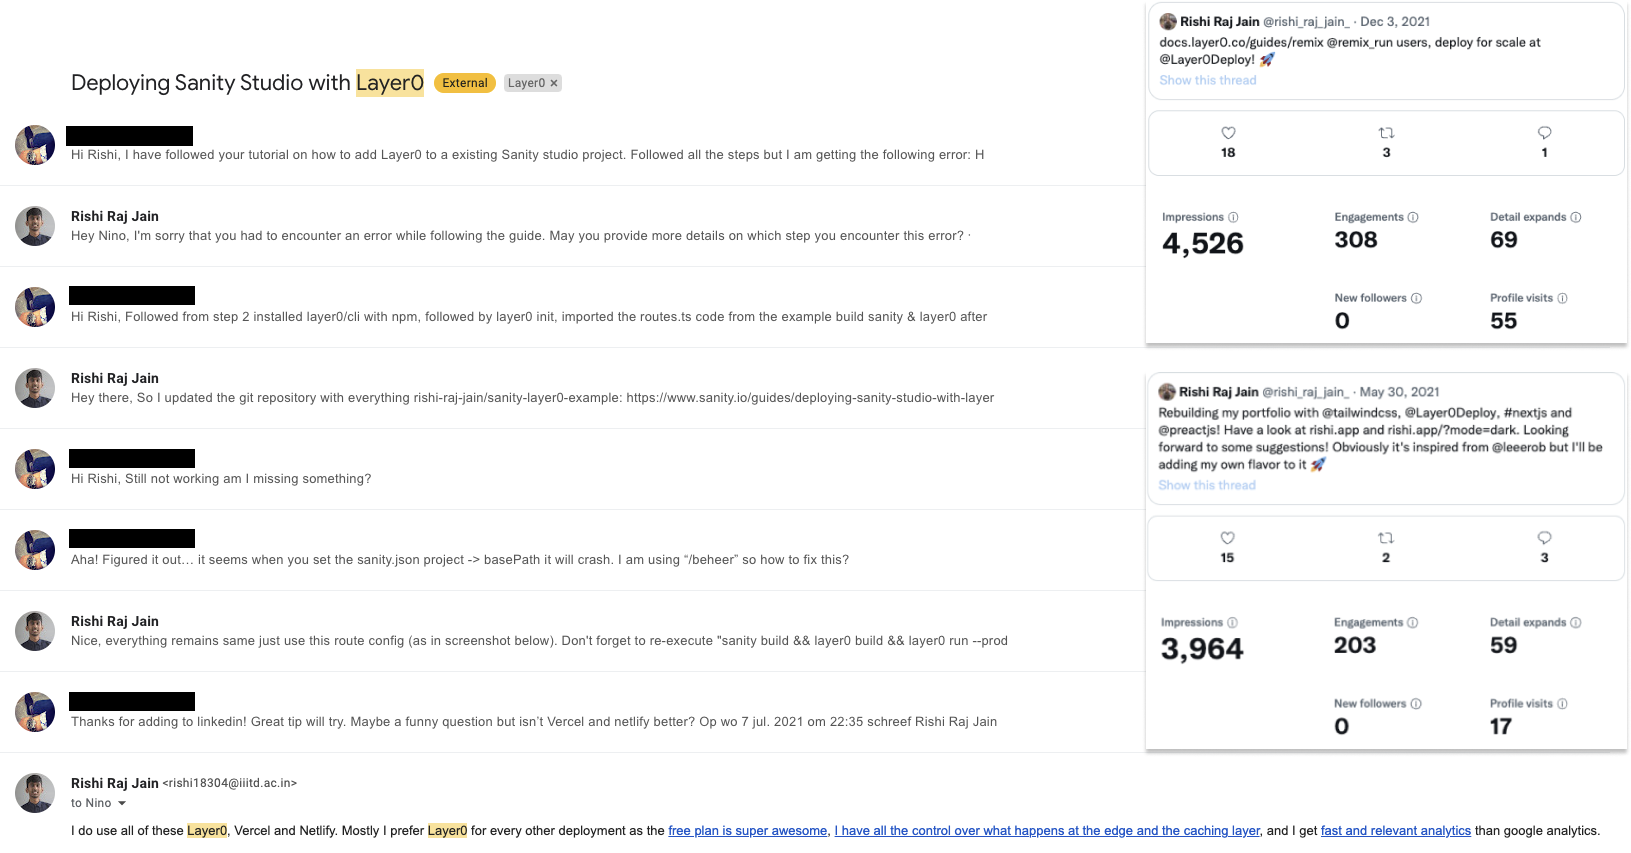 Deploying Sanity Studio with Layer0 External Layer0 ×
Hi Rishi, I have followed your tutorial on how to add Layer0 to a existing Sanity studio project. Followed all the steps but I am getting the following error: H
Rishi Raj Jain
Hey Nino, I'm sorry that you had to encounter an error while following the guide. May you provide more details on which step you encounter this error? ·
Hi Rishi, Followed from step 2 installed layer0/cli with npm, followed by layer0 init, imported the routes.ts code from the example build sanity & layer0 after
Rishi Raj Jain
Hey there, So I updated the git repository with everything rishi-raj-jain/sanity-layer0-example: https://www.sanity.io/guides/deploying-sanity-studio-with-layer
Hi Rishi, Still not working am I missing something?
Aha! Figured it out… it seems when you set the sanity.json project -> basePath it will crash. I am using “/beheer” so how to fix this?
Rishi Raj Jain
Nice, everything remains same just use this route config (as in screenshot below). Don't forget to re-execute "sanity build && layer0 build && layer0 run --prod
Thanks for adding to linkedin! Great tip will try. Maybe a funny question but isn’t Vercel and netlify better? Op wo 7 jul. 2021 om 22:35 schreef Rishi Raj Jain
Rishi Raj Jain <rishi18304@iiitd.ac.in>
to Nino
I do use all of these Layer0, Vercel and Netlify. Mostly I prefer Layer0 for every other deployment as the free plan is super awesome, I have all the control over what happens at the edge and the caching layer, and I get fast and relevant analytics than google analytics.
Rishi Raj Jain @rishi_raj_jain_ · Dec 3, 2021
docs.layer0.co/guides/remix @remix_run users, deploy for scale at
@Layer0Deploy! 🚀
Show this thread
18 3 1
Impressions Engagements Detail expands
4,526 308 69
New followers Profile visits
0 55
Rishi Raj Jain @rishi_raj_jain_ · May 30, 2021
Rebuilding my portfolio with @tailwindcss, @Layer0Deploy, #nextjs and
@preactjs! Have a look at rishi.app and rishi.app/?mode=dark. Looking
forward to some suggestions! Obviously it's inspired from @leeerob but I'll be
adding my own flavor to it 🚀
Show this thread
15 2 3
Impressions Engagements Detail expands
3,964 203 59
New followers Profile visits
0 17